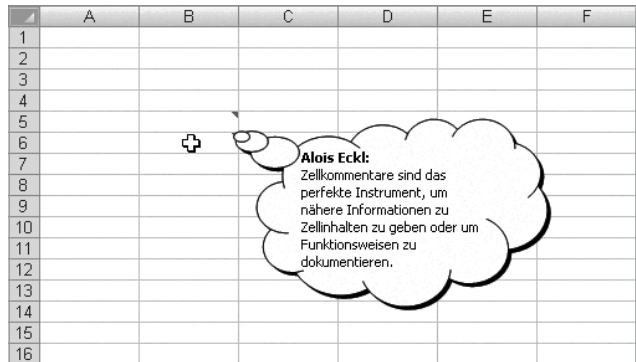 A B C D E F
1
2
3
4
5
6
7
8
9
10
11
12
13
14
15
16
Alois Eckl:
Zellkommentare sind das
perfekte Instrument, um
nähere Informationen zu
Zellinhalten zu geben oder um
Funktionsweisen zu
dokumentieren.